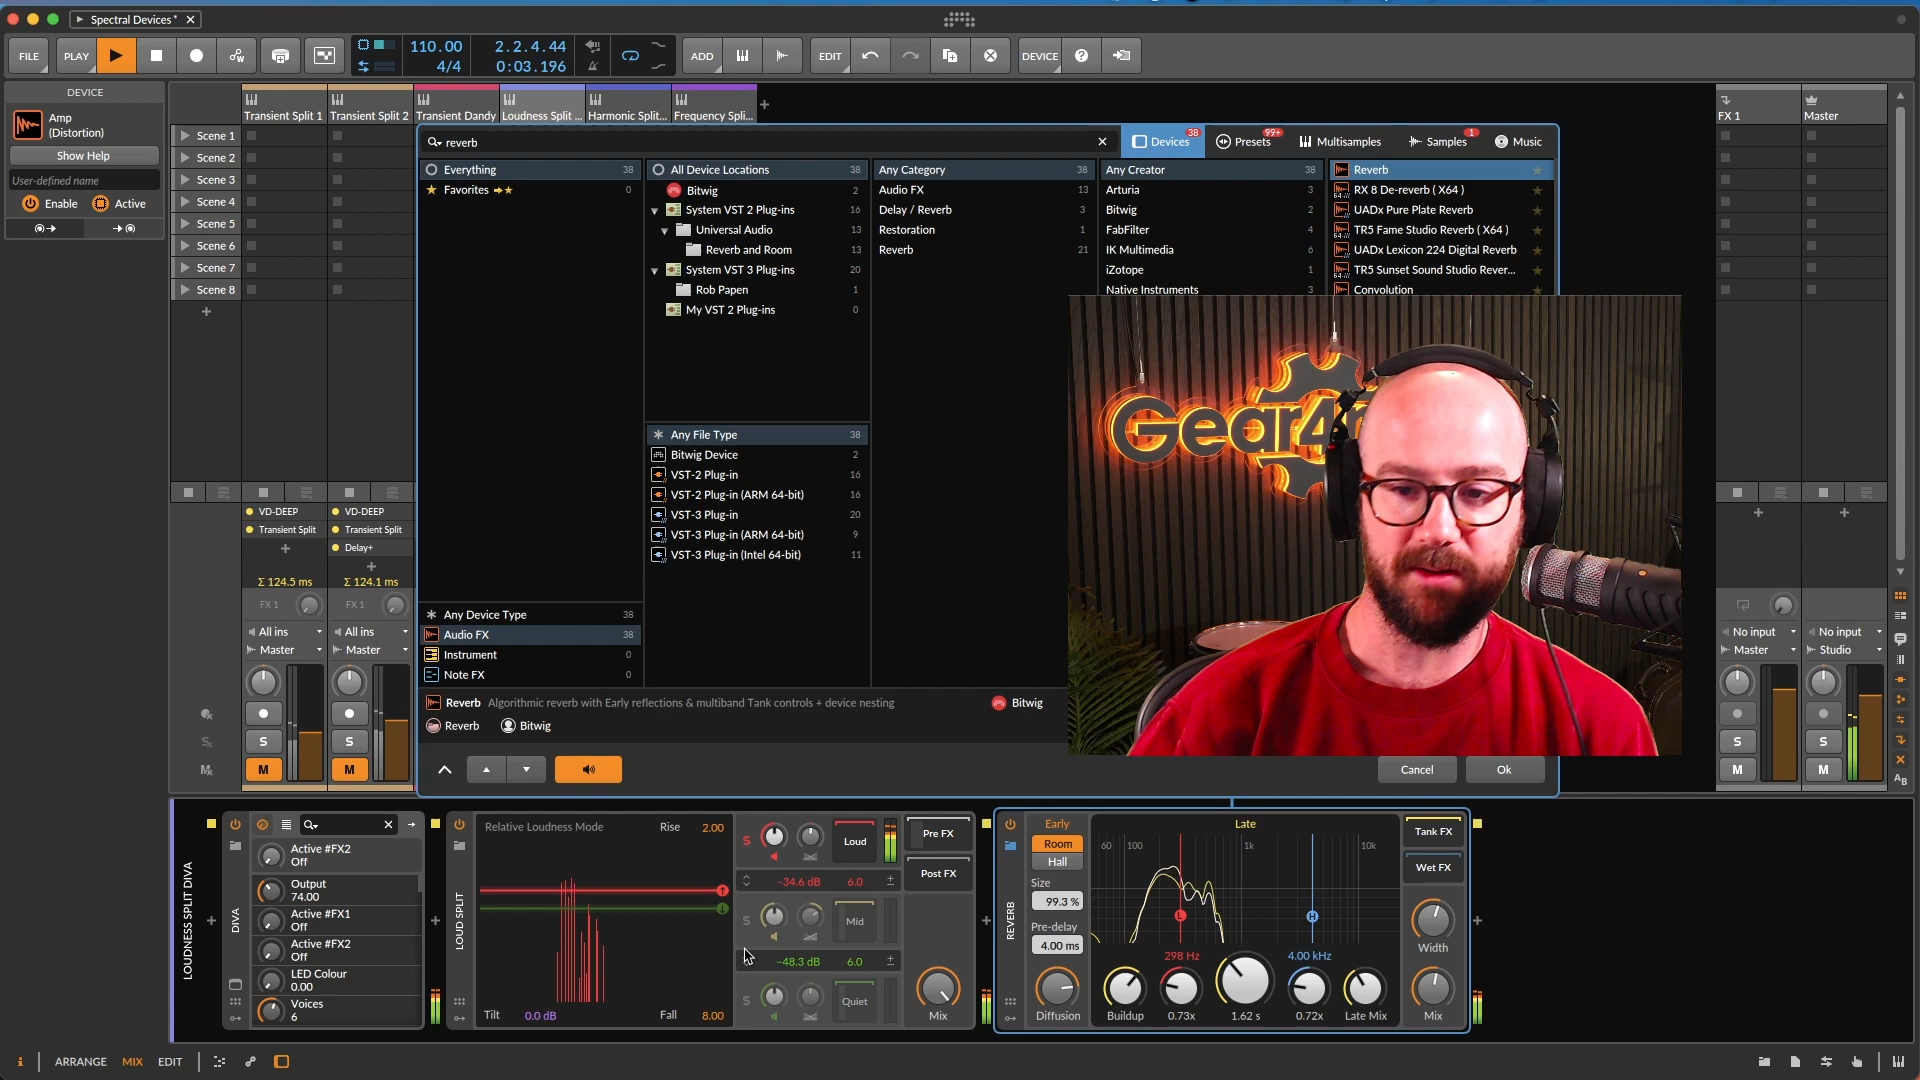 Spectral Devices*
FILE
PLAY
110.00
4/4
2.2.4.44
0:03.196
ADD
EDIT
DEVICE
DEVICE
Amp
(Distortion)
Show Help
User-defined name
Enable
Active
Transient Split 1
Transient Split 2
Transient Dandy
Loudness Split ...
Harmonic Split...
Frequency Spli...
FX 1
Master
Scene 1
Scene 2
Scene 3
Scene 4
Scene 5
Scene 6
Scene 7
Scene 8
reverb
Devices 38
Presets 99+
Multisamples
Samples 1
Music
Everything 38
Favorites 0
All Device Locations 38
Bitwig 2
System VST 2 Plug-ins 16
Universal Audio 13
Reverb and Room 13
System VST 3 Plug-ins 20
Rob Papen 1
My VST 2 Plug-ins 0
Any Category 38
Audio FX 13
Delay / Reverb 3
Restoration 1
Reverb 21
Any Creator 38
Arturia 3
Bitwig 2
FabFilter 4
IK Multimedia 6
iZotope 1
Native Instruments 3
Reverb
RX 8 De-reverb ( X64 )
UADx Pure Plate Reverb
TR5 Fame Studio Reverb ( X64 )
UADx Lexicon 224 Digital Reverb
TR5 Sunset Sound Studio Rever...
Convolution
Any File Type 38
Bitwig Device 2
VST-2 Plug-in 16
VST-2 Plug-in (ARM 64-bit) 16
VST-3 Plug-in 20
VST-3 Plug-in (ARM 64-bit) 9
VST-3 Plug-in (Intel 64-bit) 11
Any Device Type 38
Audio FX 38
Instrument 0
Note FX 0
Reverb Algorithmic reverb with Early reflections & multiband Tank controls + device nesting
Bitwig
Reverb
Bitwig
Cancel
Ok
Gear4
VD-DEEP
Transient Split
Σ 124.5 ms
FX 1
All ins
Master
S
M
VD-DEEP
Transient Split
Delay+
Σ 124.1 ms
FX 1
All ins
Master
S
M
No input
Master
S
M
No input
Studio
S
M
LOUDNESS SPLIT DIVA
DIVA
Active #FX2
Off
Output
74.00
Active #FX1
Off
Active #FX2
Off
LED Colour
0.00
Voices
6
LOUD SPLIT
Relative Loudness Mode
Rise 2.00
Tilt 0.0 dB
Fall 8.00
S
Loud
-34.6 dB 6.0
S
Mid
-48.3 dB 6.0
S
Quiet
Pre FX
Post FX
Mix
REVERB
Early
Room
Hall
Size
99.3 %
Pre-delay
4.00 ms
Diffusion
Late
60 100 1k 10k
L
H
298 Hz
4.00 kHz
Buildup
0.73x
1.62 s
0.72x
Late Mix
Tank FX
Wet FX
Width
Mix
ARRANGE
MIX
EDIT